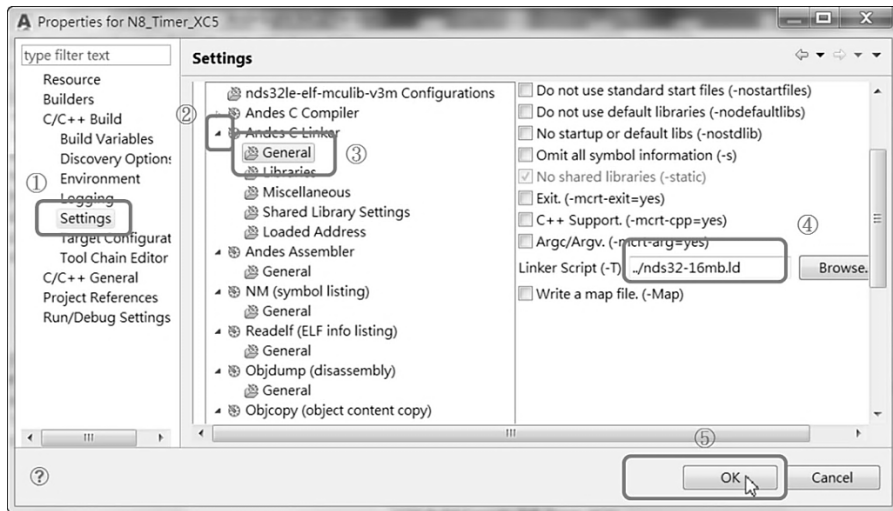 Properties for N8_Timer_XC5
type filter text
Resource
Builders
C/C++ Build
Build Variables
Discovery Option:
① Environment
Logging
Settings
Target Configurat
Tool Chain Editor
C/C++ General
Project References
Run/Debug Settings
Settings
nds32le-elf-mculib-v3m Configurations
② Andes C Compiler
Andes C Linker
General ③
Libraries
Miscellaneous
Shared Library Settings
Loaded Address
Andes Assembler
General
NM (symbol listing)
General
Readelf (ELF info listing)
General
Objdump (disassembly)
General
Objcopy (object content copy)
Do not use standard start files (-nostartfiles)
Do not use default libraries (-nodefaultlibs)
No startup or default libs (-nostdlib)
Omit all symbol information (-s)
No shared libraries (-static)
Exit. (-mcrt-exit=yes)
C++ Support. (-mcrt-cpp=yes)
④
Argc/Argv. (-mcrt-arg=yes)
Linker Script (-T) ../nds32-16mb.ld Browse.
Write a map file. (-Map)
⑤
? OK Cancel